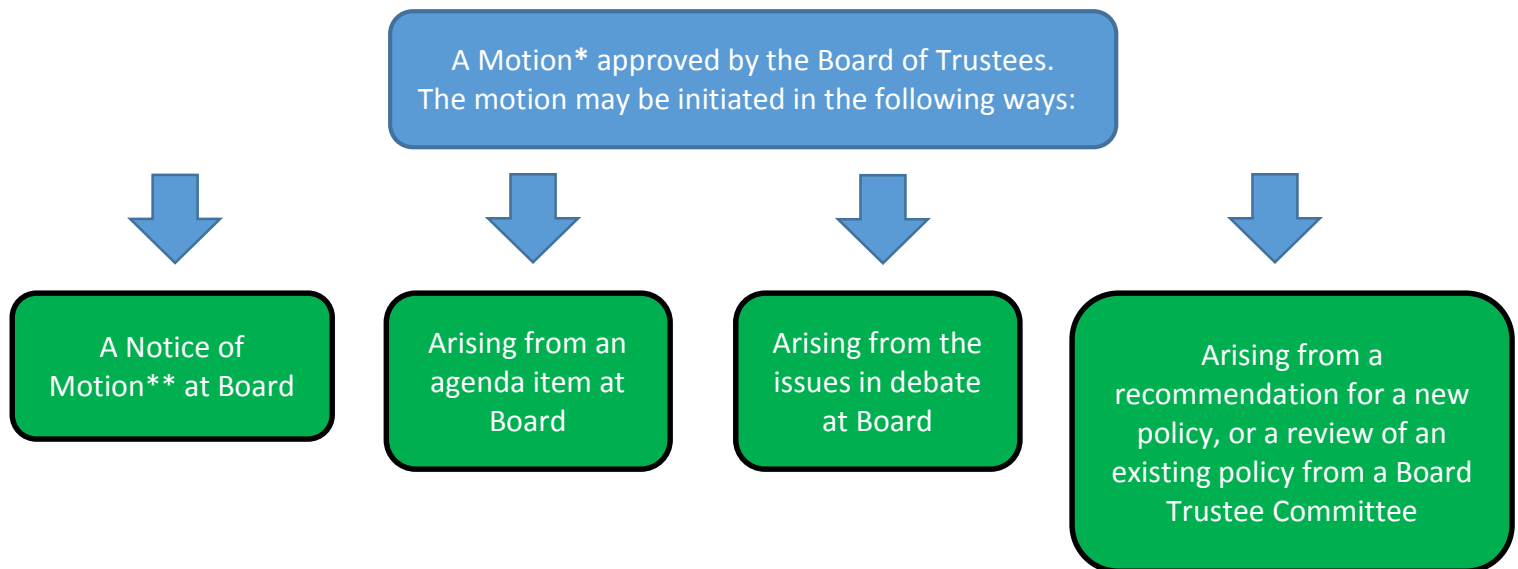 A Motion* approved by the Board of Trustees.
The motion may be initiated in the following ways:
A Notice of
Motion** at Board
Arising from an
agenda item at
Board
Arising from the
issues in debate
at Board
Arising from a
recommendation for a new
policy, or a review of an
existing policy from a Board
Trustee Committee